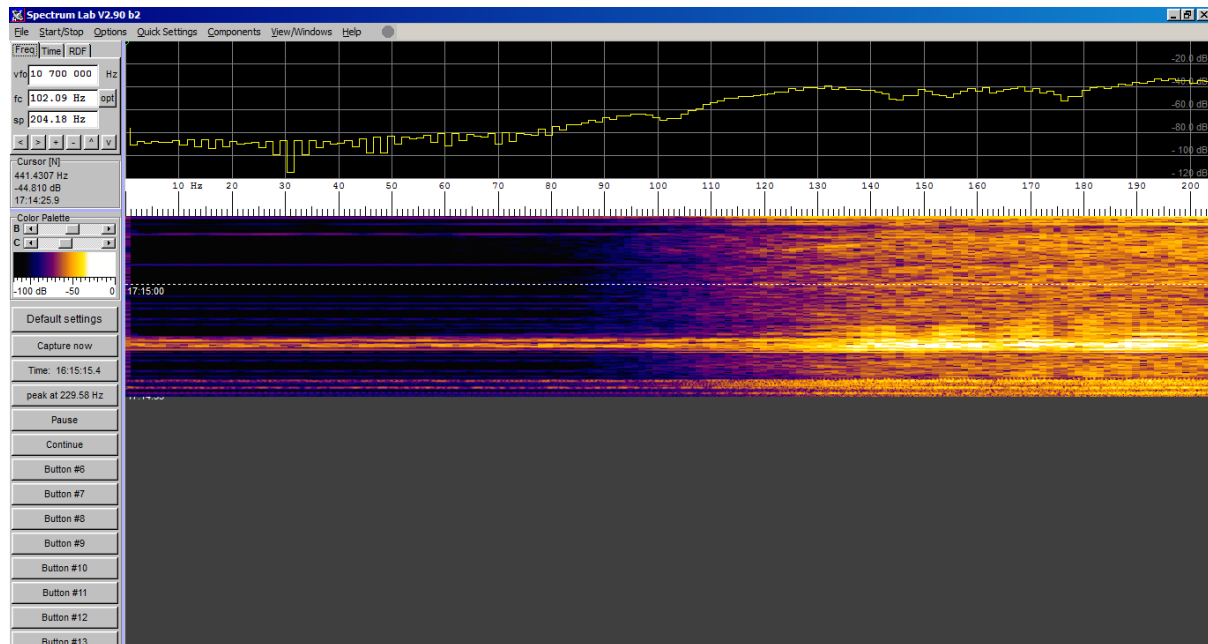 Spectrum Lab V2.90 b2
File Start/Stop Options Quick Settings Components View/Windows Help
Freq Time RDF
vfo 10 700 000 Hz
fc 102.09 Hz opt
sp 204.18 Hz
< > + - ^ v
Cursor [N]
441.4307 Hz
-44.810 dB
17:14:25.9
-20.0 dB
-40.0 dB
-60.0 dB
-80.0 dB
-100 dB
-120 dB
10 Hz 20 30 40 50 60 70 80 90 100 110 120 130 140 150 160 170 180 190 200
Color Palette
B
C
-100 dB -50 0
17:15:00
Default settings
Capture now
Time: 16:15:15.4
peak at 229.58 Hz
Pause
Continue
Button #6
Button #7
Button #8
Button #9
Button #10
Button #11
Button #12
Button #13